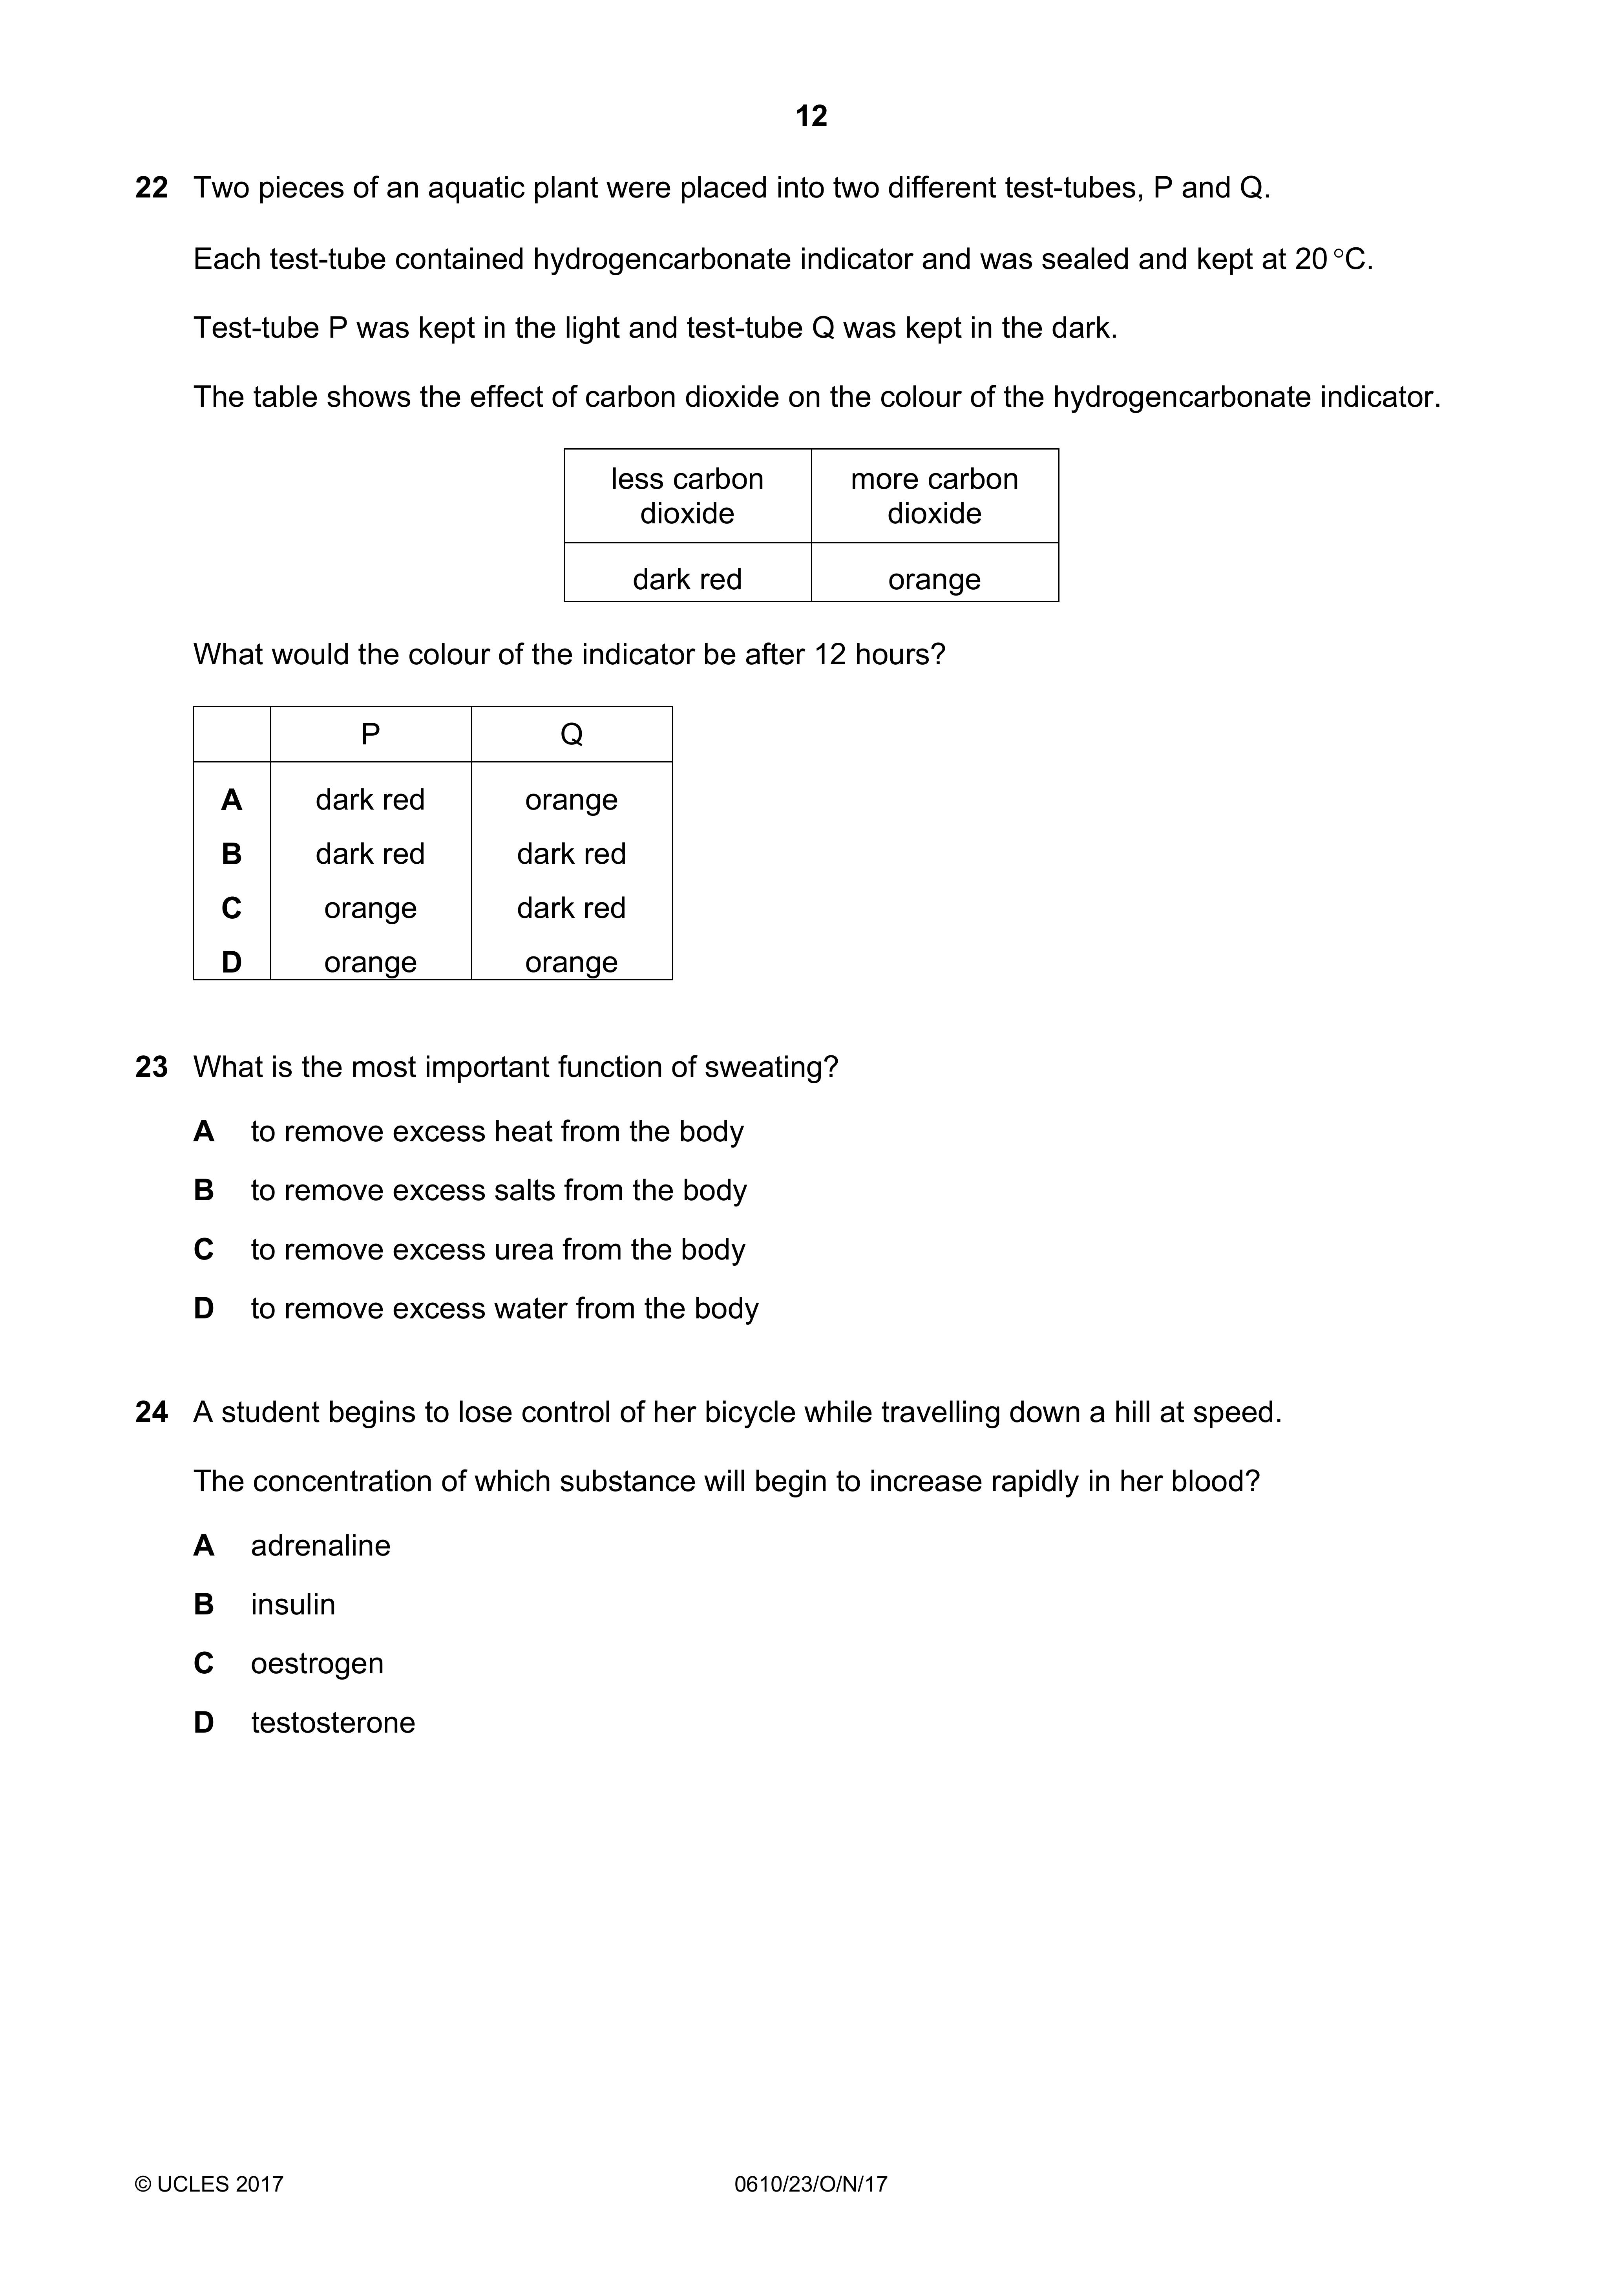 12
22 Two pieces of an aquatic plant were placed into two different test-tubes, P and Q.
Each test-tube contained hydrogencarbonate indicator and was sealed and kept at 20 °C.
Test-tube P was kept in the light and test-tube Q was kept in the dark.
The table shows the effect of carbon dioxide on the colour of the hydrogencarbonate indicator.
less carbon dioxide more carbon dioxide
dark red orange
What would the colour of the indicator be after 12 hours?
P Q
A dark red orange
B dark red dark red
C orange dark red
D orange orange
23 What is the most important function of sweating?
A to remove excess heat from the body
B to remove excess salts from the body
C to remove excess urea from the body
D to remove excess water from the body
24 A student begins to lose control of her bicycle while travelling down a hill at speed.
The concentration of which substance will begin to increase rapidly in her blood?
A adrenaline
B insulin
C oestrogen
D testosterone
© UCLES 2017 0610/23/O/N/17